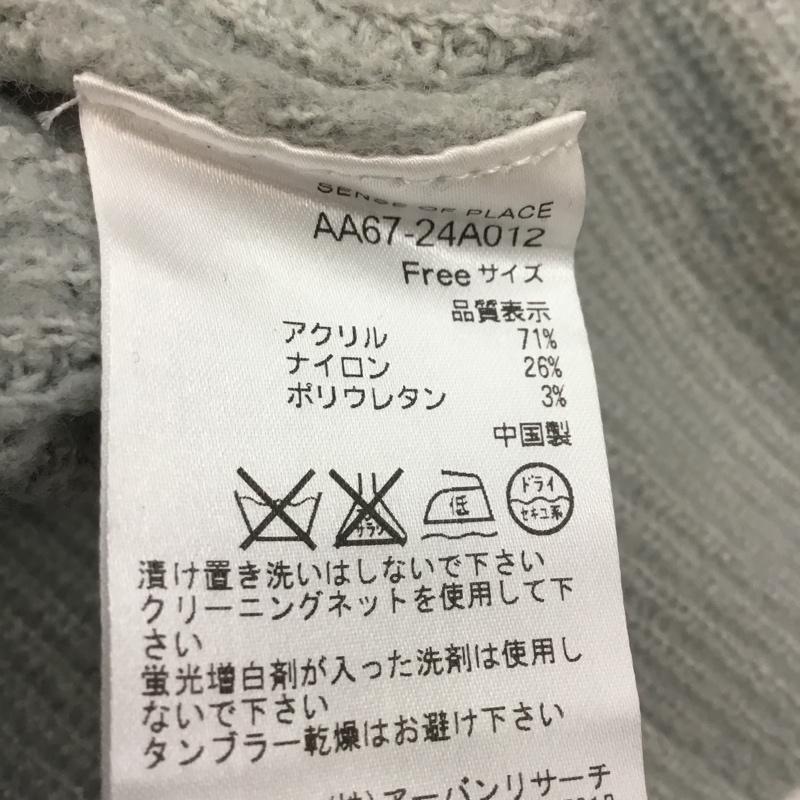 SENSE OF PLACE
AA67-24A012
Free サイズ
品質表示
アクリル 71%
ナイロン 26%
ポリウレタン 3%
中国製
サラシ 低 ドライ
セキユ系
漬け置き洗いはしないで下さい
クリーニングネットを使用して下
さい
蛍光増白剤が入った洗剤は使用し
ないで下さい
タンブラー乾燥はお避け下さい
(株)アーバンリサーチ